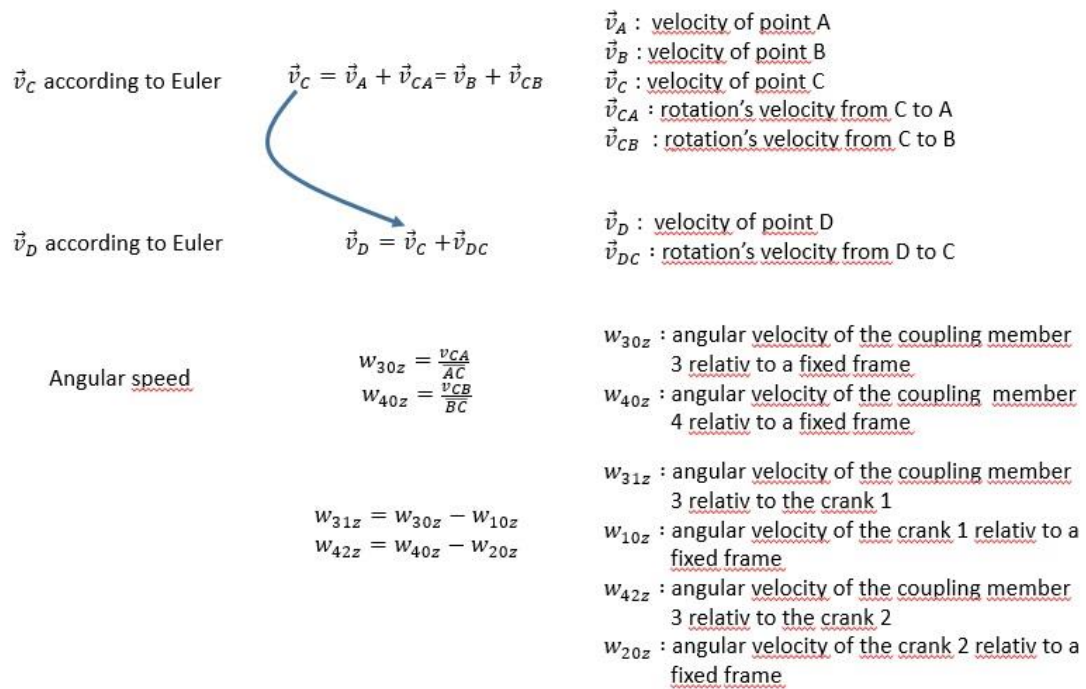 v⃗_A : velocity of point A
v⃗_B : velocity of point B
v⃗_C according to Euler v⃗_C = v⃗_A + v⃗_CA= v⃗_B + v⃗_CB v⃗_C : velocity of point C
v⃗_CA : rotation's velocity from C to A
v⃗_CB : rotation's velocity from C to B
v⃗_D according to Euler v⃗_D = v⃗_C +v⃗_DC v⃗_D : velocity of point D
v⃗_DC : rotation's velocity from D to C
Angular speed
w_30z = v_CA/AC
w_40z = v_CB/BC
w_30z : angular velocity of the coupling member
3 relativ to a fixed frame
w_40z : angular velocity of the coupling member
4 relativ to a fixed frame
w_31z = w_30z − w_10z
w_42z = w_40z − w_20z
w_31z : angular velocity of the coupling member
3 relativ to the crank 1
w_10z : angular velocity of the crank 1 relativ to a
fixed frame
w_42z : angular velocity of the coupling member
3 relativ to the crank 2
w_20z : angular velocity of the crank 2 relativ to a
fixed frame